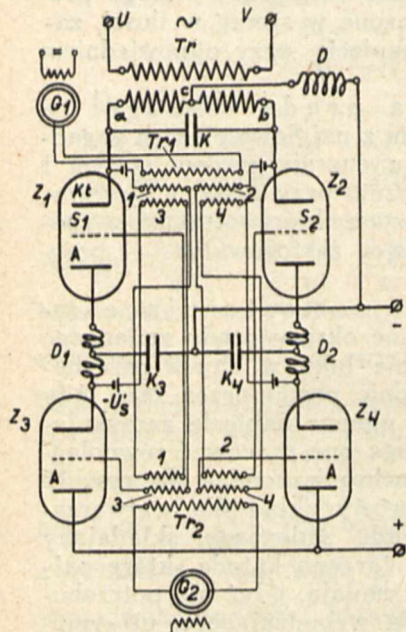 U ~ V
Tr
= G1
c D
a b
K
Tr1
Z1 Kt Z2
1 2
S1 3 4 S2
A A
-
D1 D2
K3 K4
-Us
Z3 Z4
1 2
A 3 4 A
Tr2
+
G2